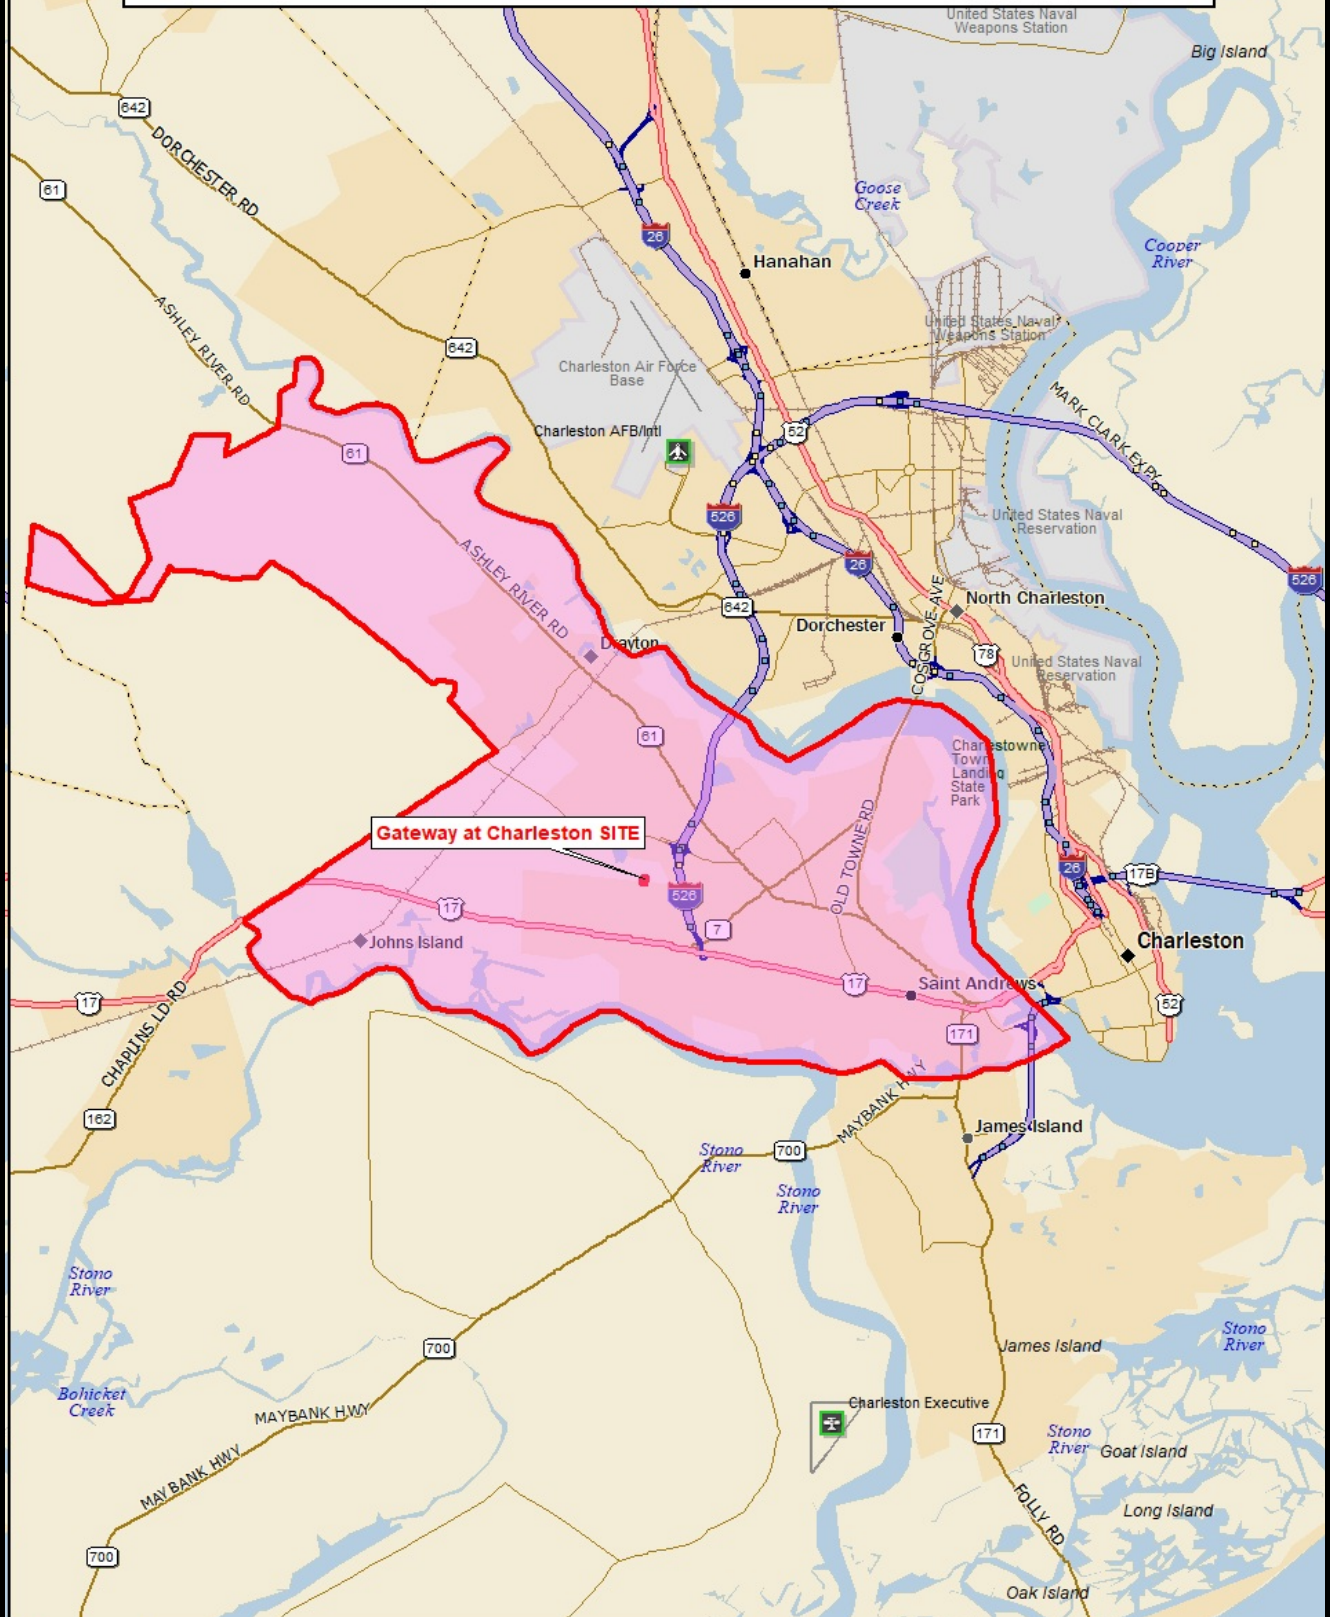 United States Naval
Weapons Station
Big Island
642
DORCHESTER RD
61
Goose
Creek
26
Cooper
River
Hanahan
ASHLEY RIVER RD
642
United States Naval
Weapons Station
Charleston Air Force
Base
MARK CLARK EXPY
Charleston AFB/Intl
52
61
526
United States Naval
Reservation
ASHLEY RIVER RD
26
526
COSGROVE AVE
North Charleston
642
Dorchester
Drayton
78
United States Naval
Reservation
61
Charlestowne
Town
Landing
State
Park
Gateway at Charleston SITE
OLD TOWNE RD
26
17B
526
17
7
Johns Island
Charleston
17
Saint Andrews
17
52
CHAPLINS LD RD
171
162
MAYBANK HWY
James Island
Stono
River
700
Stono
River
Stono
River
700
James Island
Stono
River
Bohicket
Creek
MAYBANK HWY
Charleston Executive
171
Stono
River
Goat Island
MAYBANK HWY
Long Island
FOLLY RD
700
Oak Island